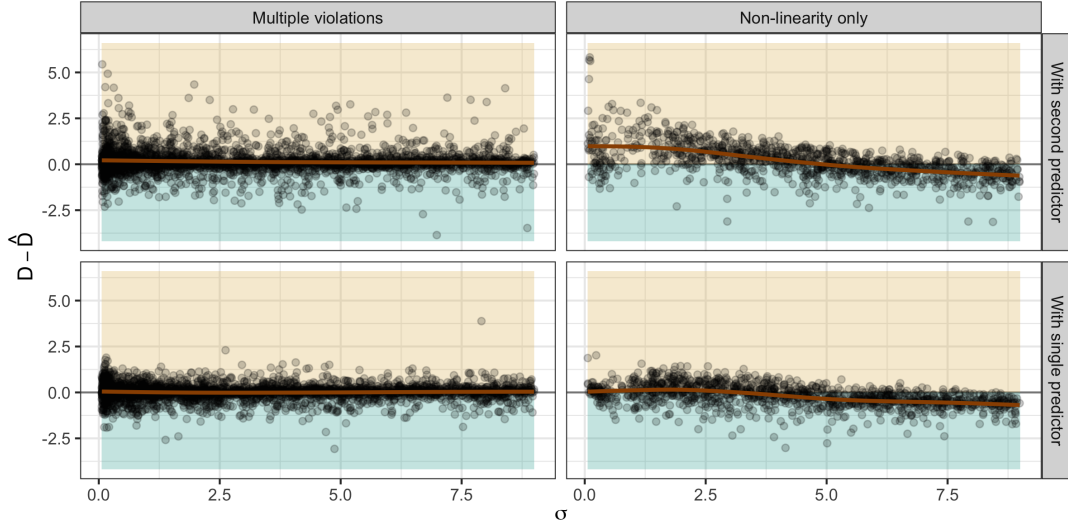 Multiple violations
Non-linearity only
With second predictor
5.0
2.5
0.0
-2.5
D − D̂
With single predictor
5.0
2.5
0.0
-2.5
0.0 2.5 5.0 7.5
0.0 2.5 5.0 7.5
σ